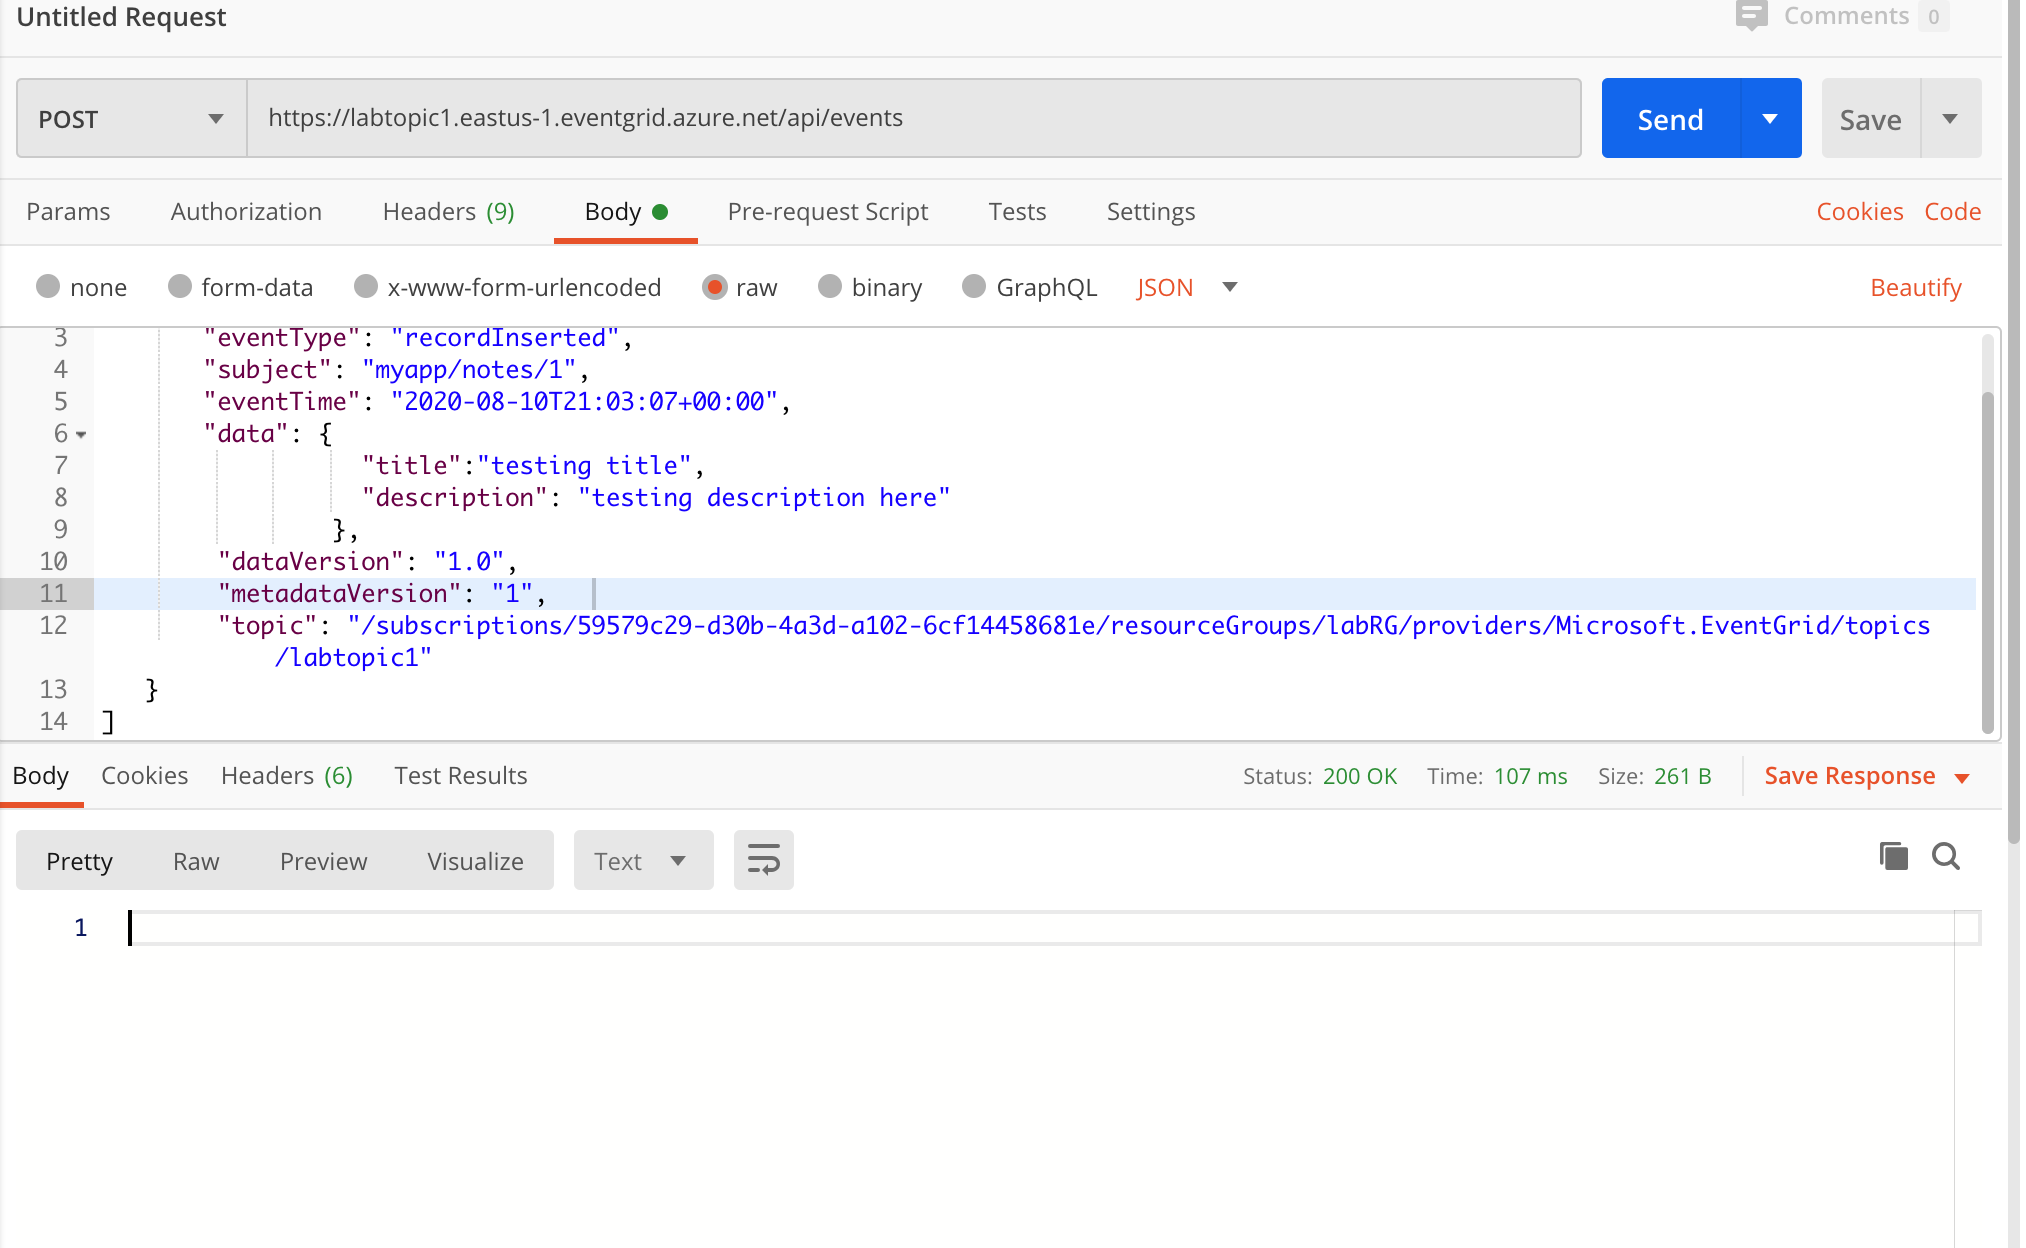 Untitled Request
Comments 0
POST https://labtopic1.eastus-1.eventgrid.azure.net/api/events Send Save
Params Authorization Headers (9) Body Pre-request Script Tests Settings Cookies Code
none form-data x-www-form-urlencoded raw binary GraphQL JSON Beautify
3 "eventType": "recordInserted",
4 "subject": "myapp/notes/1",
5 "eventTime": "2020-08-10T21:03:07+00:00",
6 "data": {
7 "title":"testing title",
8 "description": "testing description here"
9 },
10 "dataVersion": "1.0",
11 "metadataVersion": "1",
12 "topic": "/subscriptions/59579c29-d30b-4a3d-a102-6cf14458681e/resourceGroups/labRG/providers/Microsoft.EventGrid/topics
/labtopic1"
13 }
14 ]
Body Cookies Headers (6) Test Results Status: 200 OK Time: 107 ms Size: 261 B Save Response
Pretty Raw Preview Visualize Text
1